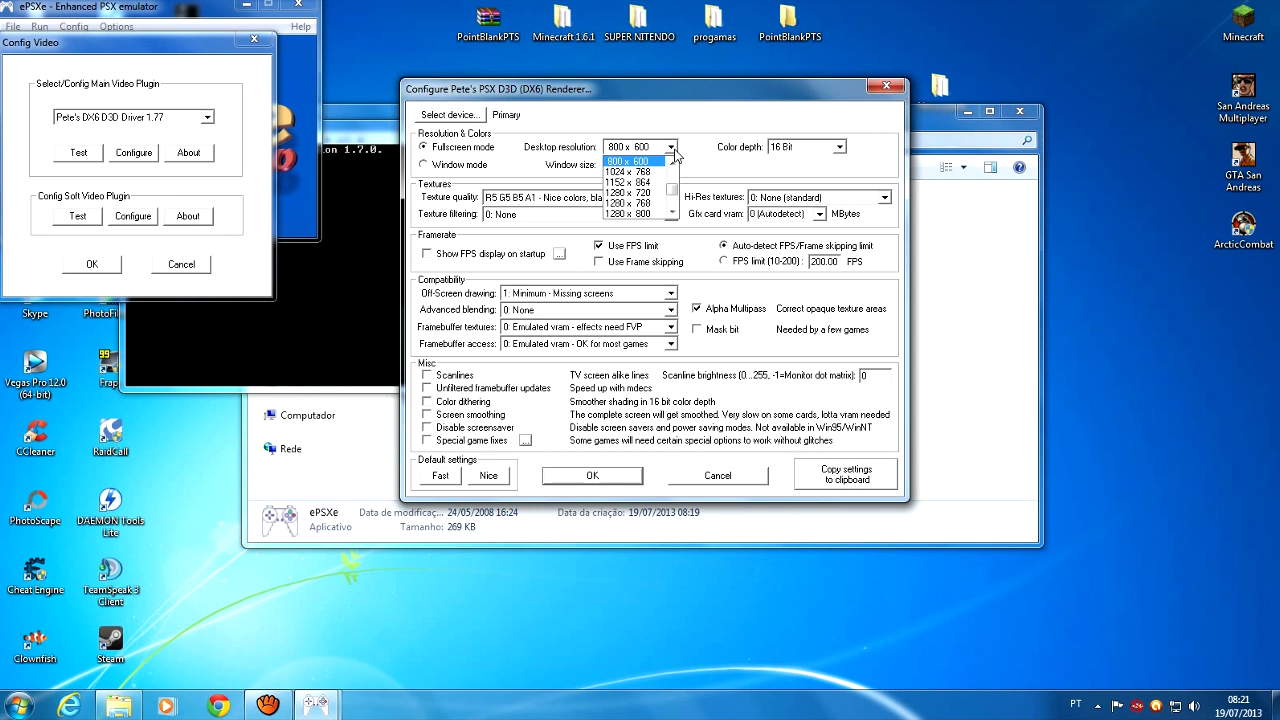 ePSXe - Enhanced PSX emulator
File Run Config Options Help
Config Video
Select/Config Main Video Plugin
Pete's DX6 D3D Driver 1.77
Test Configure About
Config Soft Video Plugin
Test Configure About
OK Cancel
ion 1.7.0.
PointBlankPTS
Minecraft 1.6.1
SUPER NITENDO
progamas
PointBlankPTS
Minecraft
San Andreas Multiplayer
GTA San Andreas
ArcticCombat
Configure Pete's PSX D3D (DX6) Renderer...
Select device... Primary
Resolution & Colors
Fullscreen mode Desktop resolution: 800 x 600 Color depth: 16 Bit
Window mode Window size:
800 x 600
1024 x 768
1152 x 864
1280 x 720
1280 x 768
1280 x 800
Textures
Texture quality: R5 G5 B5 A1 - Nice colors, bla Hi-Res textures: 0: None (standard)
Texture filtering: 0: None Gfx card vram: 0 (Autodetect) MBytes
Framerate
Show FPS display on startup ... Use FPS limit Auto-detect FPS/Frame skipping limit
Use Frame skipping FPS limit (10-200) : 200.00 FPS
Compatibility
Off-Screen drawing: 1: Minimum - Missing screens
Advanced blending: 0: None Alpha Multipass Correct opaque texture areas
Framebuffer textures: 0: Emulated vram - effects need FVP Mask bit Needed by a few games
Framebuffer access: 0: Emulated vram - OK for most games
Misc
Scanlines TV screen alike lines Scanline brightness (0...255, -1=Monitor dot matrix): 0
Unfiltered framebuffer updates Speed up with mdecs
Color dithering Smoother shading in 16 bit color depth
Screen smoothing The complete screen will get smoothed. Very slow on some cards, lotta vram needed
Disable screensaver Disable screen savers and power saving modes. Not available in Win95/WinNT
Special game fixes ... Some games will need certain special options to work without glitches
Default settings
Fast Nice OK Cancel Copy settings to clipboard
Computador
Rede
ePSXe Data de modificaç... 24/05/2008 16:24 Data da criação: 19/07/2013 08:19
Aplicativo Tamanho: 269 KB
Skype
PhotoFi
Vegas Pro 12.0 (64-bit)
99
Frap
CCleaner
RaidCall
PhotoScape
DAEMON Tools Lite
Cheat Engine
TeamSpeak 3 Client
Clownfish
Steam
PT
08:21
19/07/2013